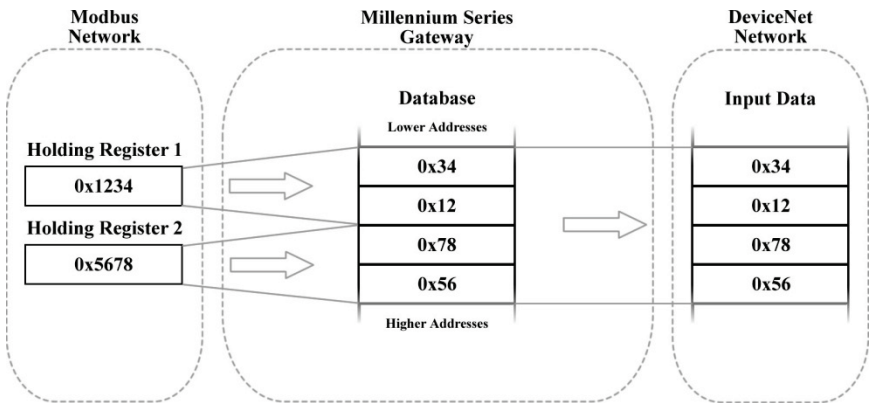 Modbus
Network
Millennium Series
Gateway
DeviceNet
Network
Database
Input Data
Lower Addresses
Holding Register 1
0x1234
Holding Register 2
0x5678
0x34
0x12
0x78
0x56
Higher Addresses
0x34
0x12
0x78
0x56